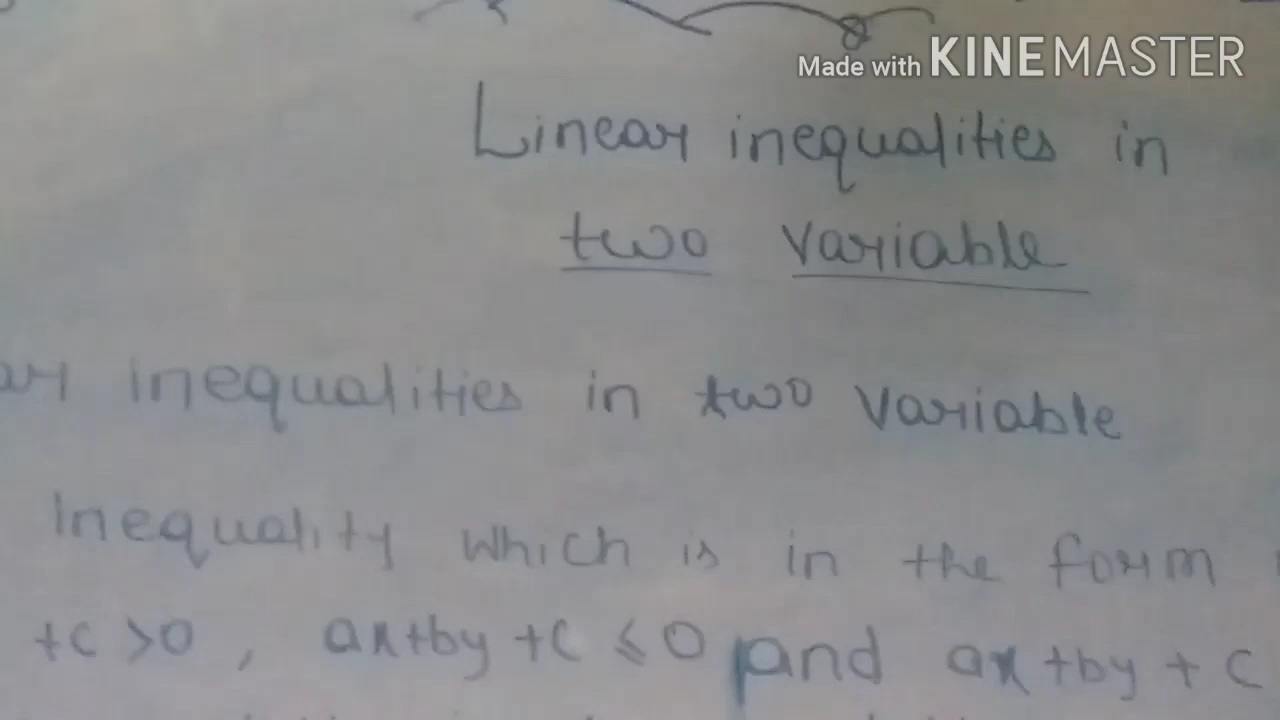 Made with KINEMASTER
Linear inequalities in
two variable
inequalities in two variable
Inequality which is in the form
+c >0 , ax+by +c ≤0 and ax +by + c